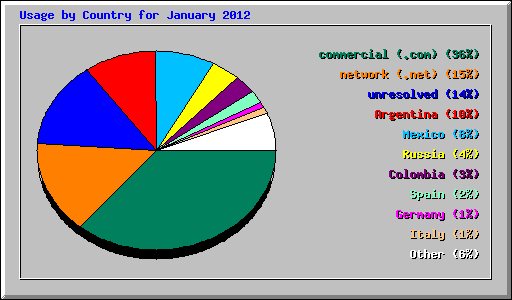 Usage by Country for January 2012
commercial (.com) (36%)
network (.net) (15%)
unresolved (14%)
Argentina (10%)
Mexico (8%)
Russia (4%)
Colombia (3%)
Spain (2%)
Germany (1%)
Italy (1%)
Other (6%)